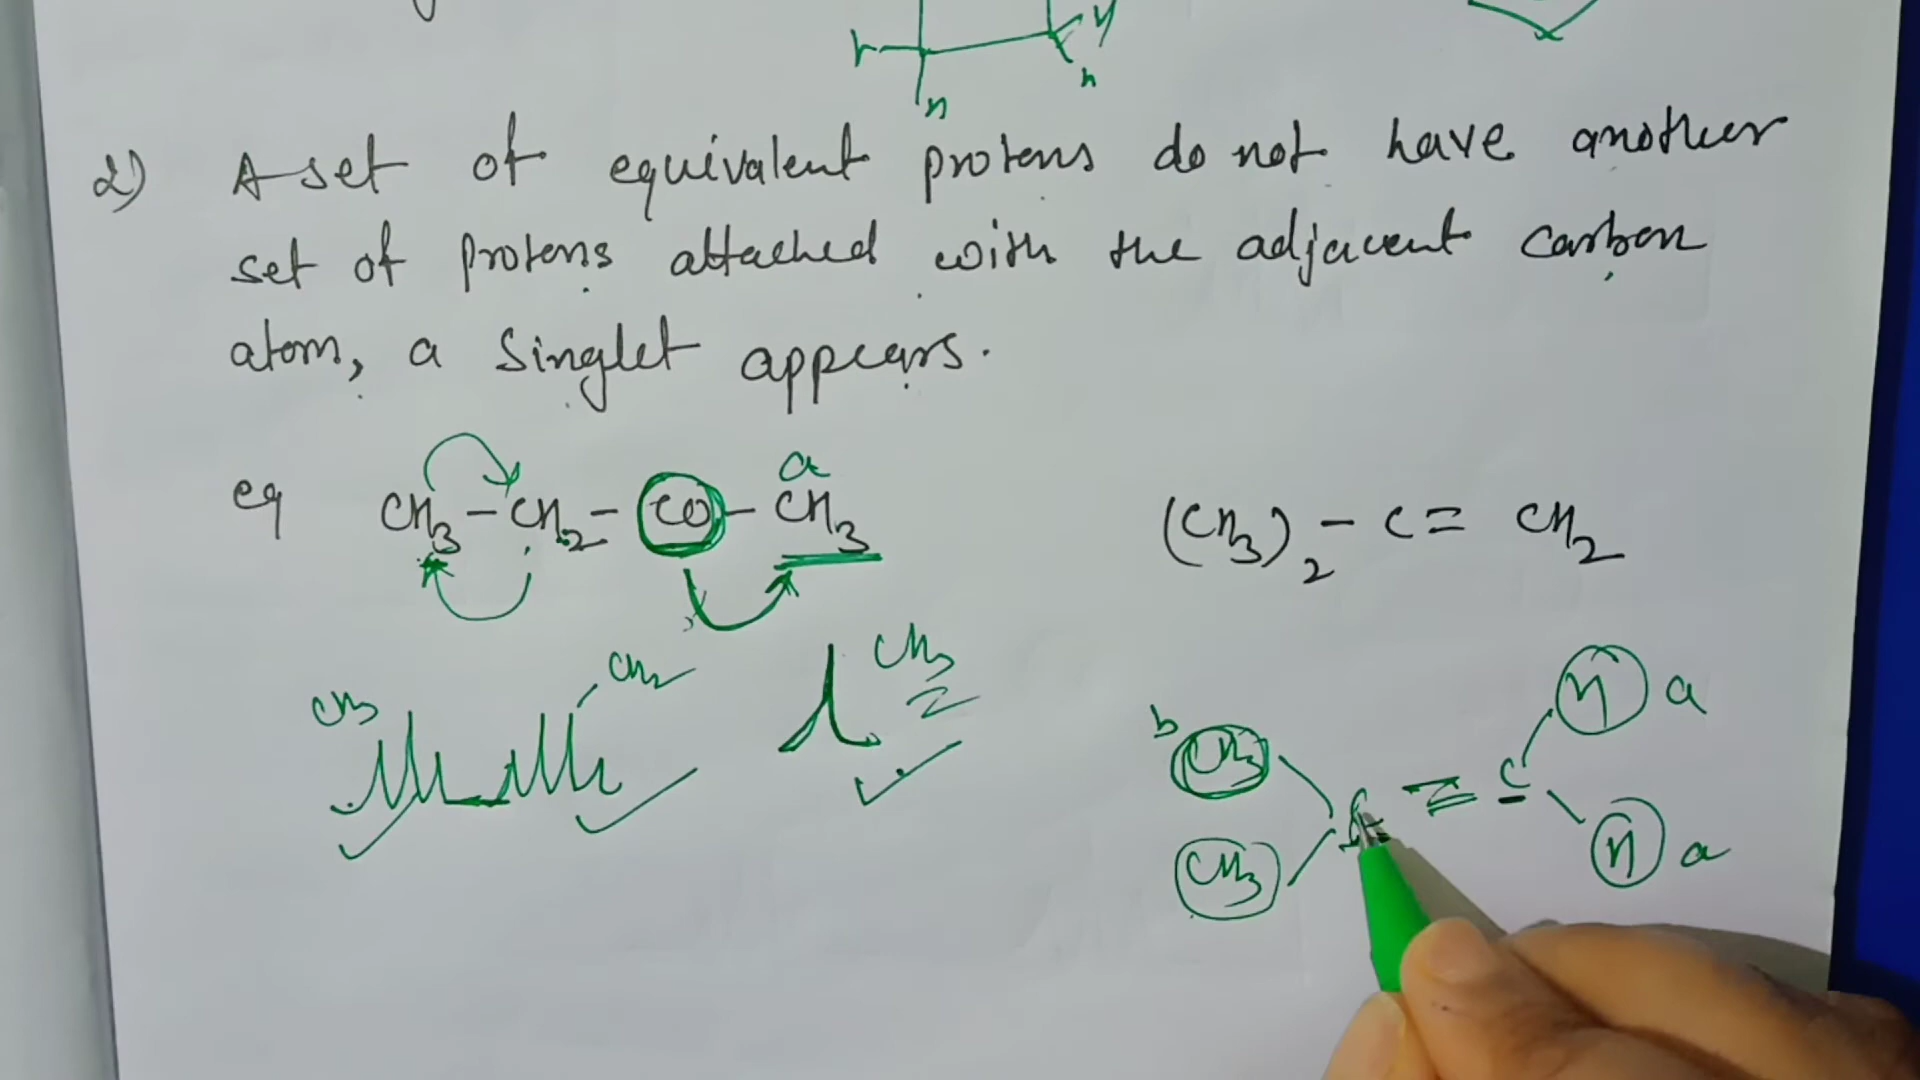 H H
H H
2) A set of equivalent protons do not have another
set of protons attached with the adjacent carbon
atom, a singlet appears.
a
eg CH3 - CH2 - CO - CH3
(CH3)2 - C = CH2
CH3 CH2 CH3
b CH3 H a
C = C
CH3 H a